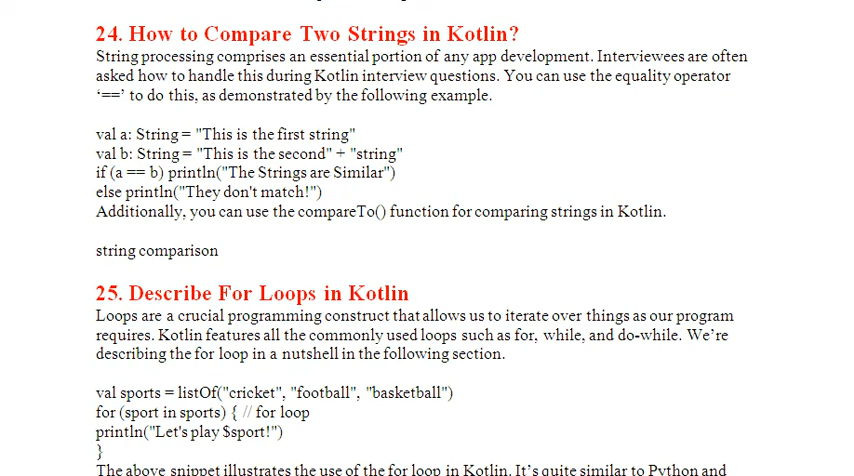 24. How to Compare Two Strings in Kotlin?
String processing comprises an essential portion of any app development. Interviewees are often
asked how to handle this during Kotlin interview questions. You can use the equality operator
‘==’ to do this, as demonstrated by the following example.
val a: String = "This is the first string"
val b: String = "This is the second" + "string"
if (a == b) println("The Strings are Similar")
else println("They don't match!")
Additionally, you can use the compareTo() function for comparing strings in Kotlin.
string comparison
25. Describe For Loops in Kotlin
Loops are a crucial programming construct that allows us to iterate over things as our program
requires. Kotlin features all the commonly used loops such as for, while, and do-while. We’re
describing the for loop in a nutshell in the following section.
val sports = listOf("cricket", "football", "basketball")
for (sport in sports) { // for loop
println("Let's play $sport!")
}
The above snippet illustrates the use of the for loop in Kotlin. It’s quite similar to Python and